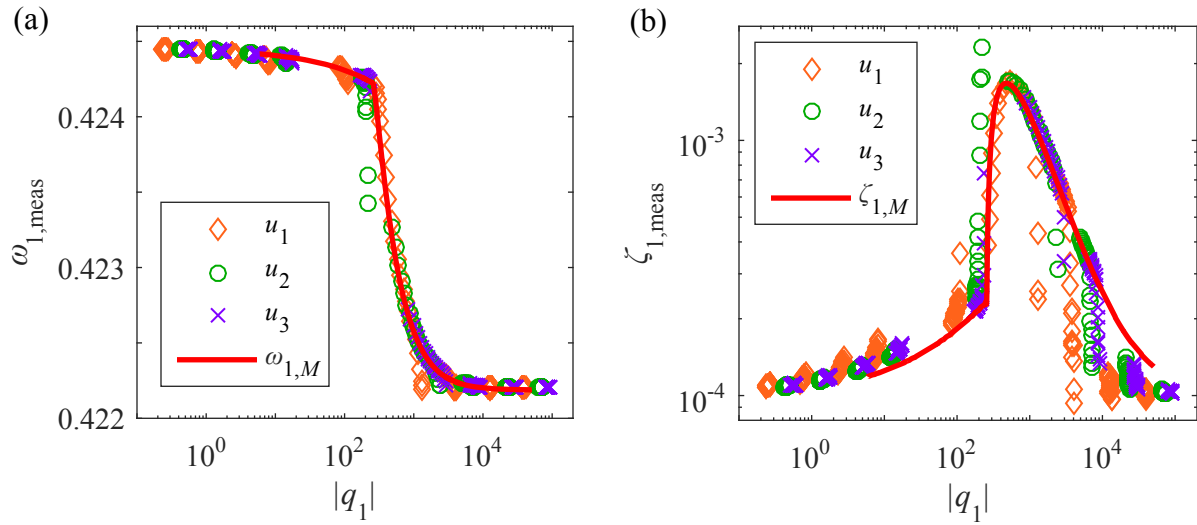 (a)
ω1,meas
0.424
0.423
0.422
u1
u2
u3
ω1,M
10^0
10^2
10^4
|q1|
(b)
ζ1,meas
10^-3
10^-4
u1
u2
u3
ζ1,M
10^0
10^2
10^4
|q1|